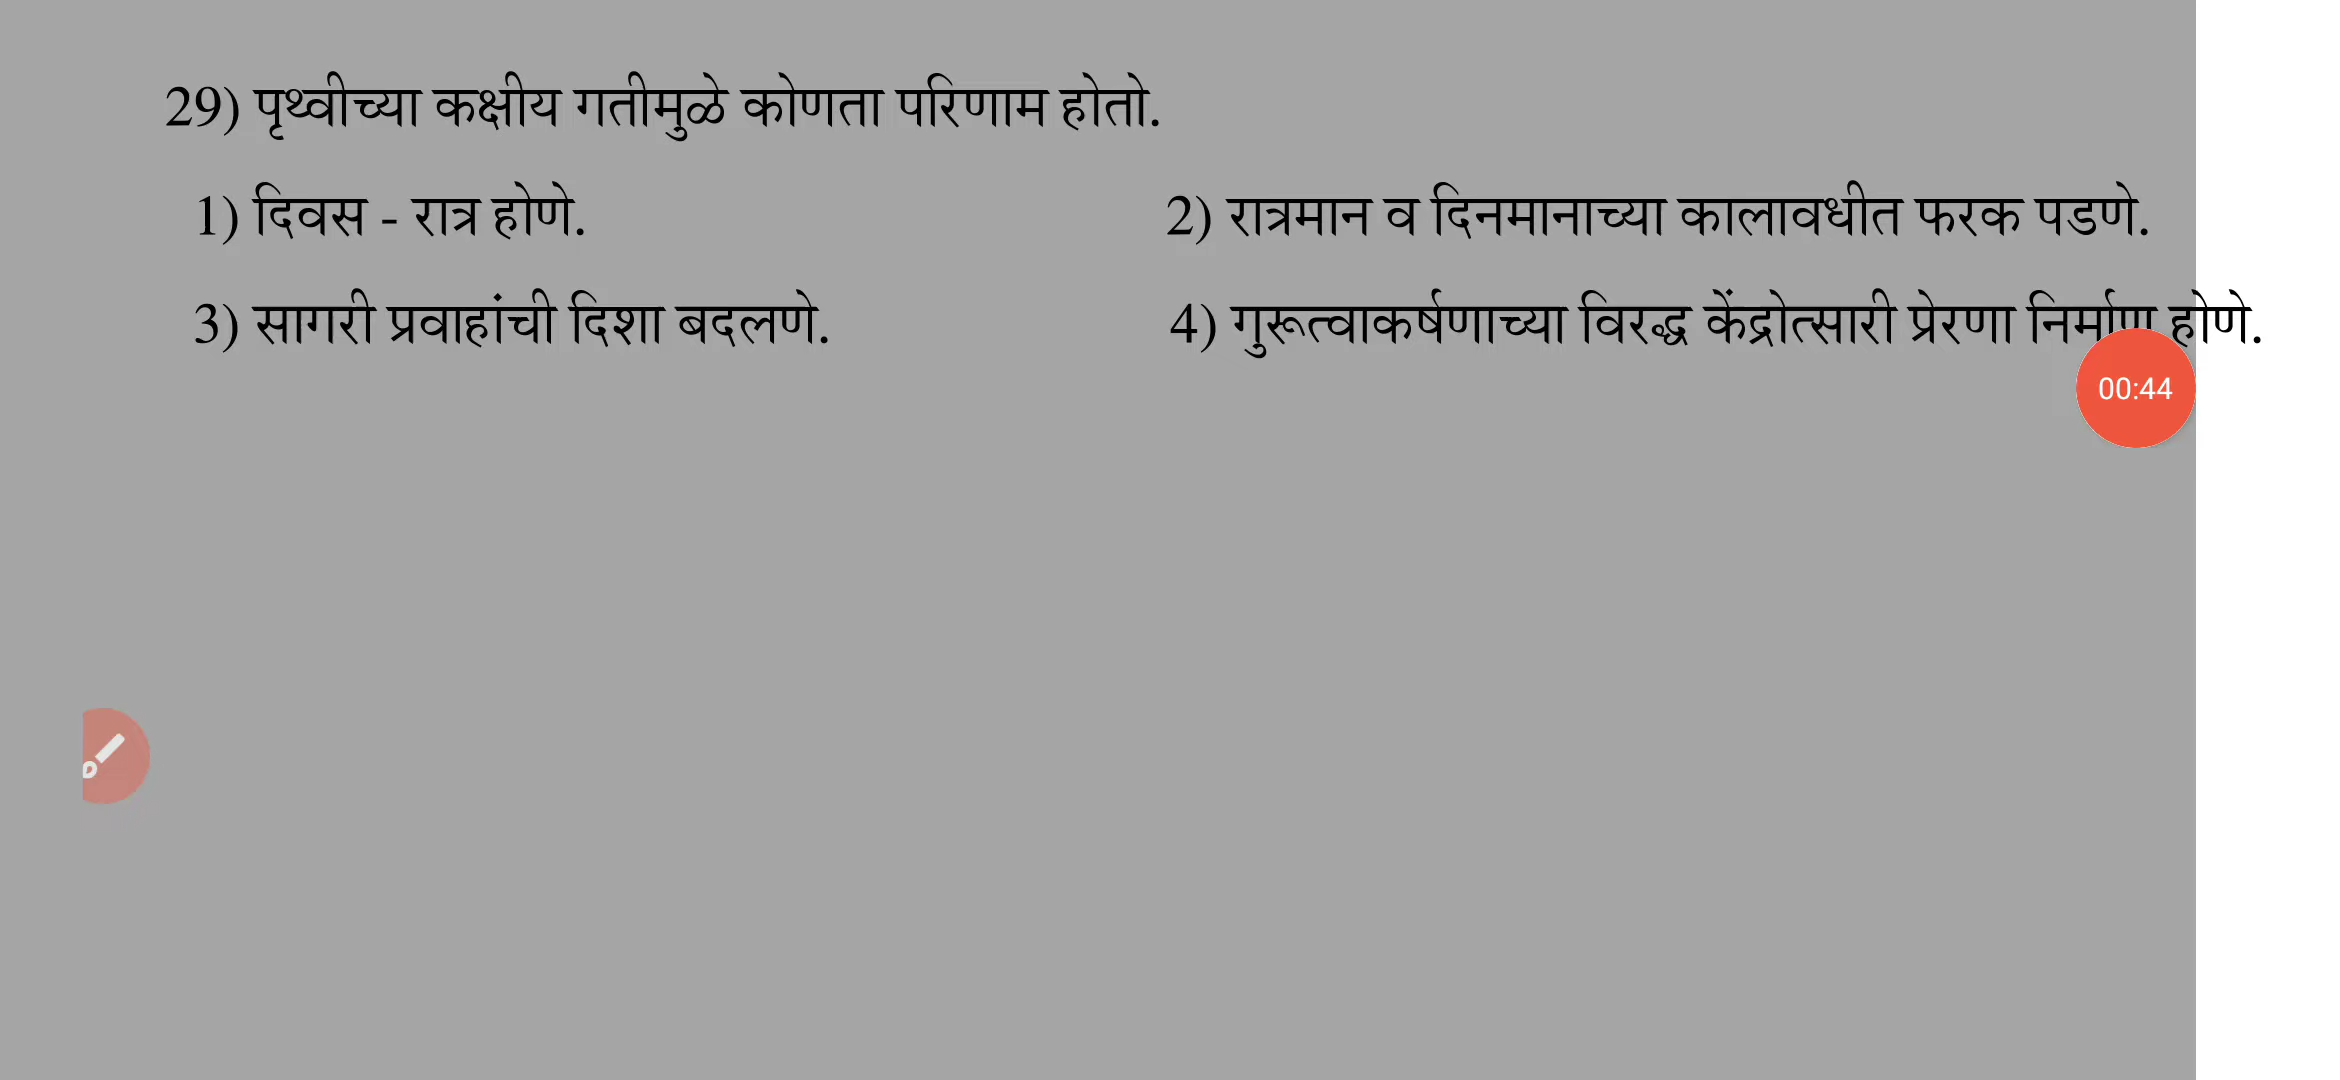 29) पृथ्वीच्या कक्षीय गतीमुळे कोणता परिणाम होतो.
1) दिवस - रात्र होणे. 2) रात्रमान व दिनमानाच्या कालावधीत फरक पडणे.
3) सागरी प्रवाहांची दिशा बदलणे. 4) गुरूत्वाकर्षणाच्या विरद्ध केंद्रोत्सारी प्रेरणा निर्माण होणे.
00:44